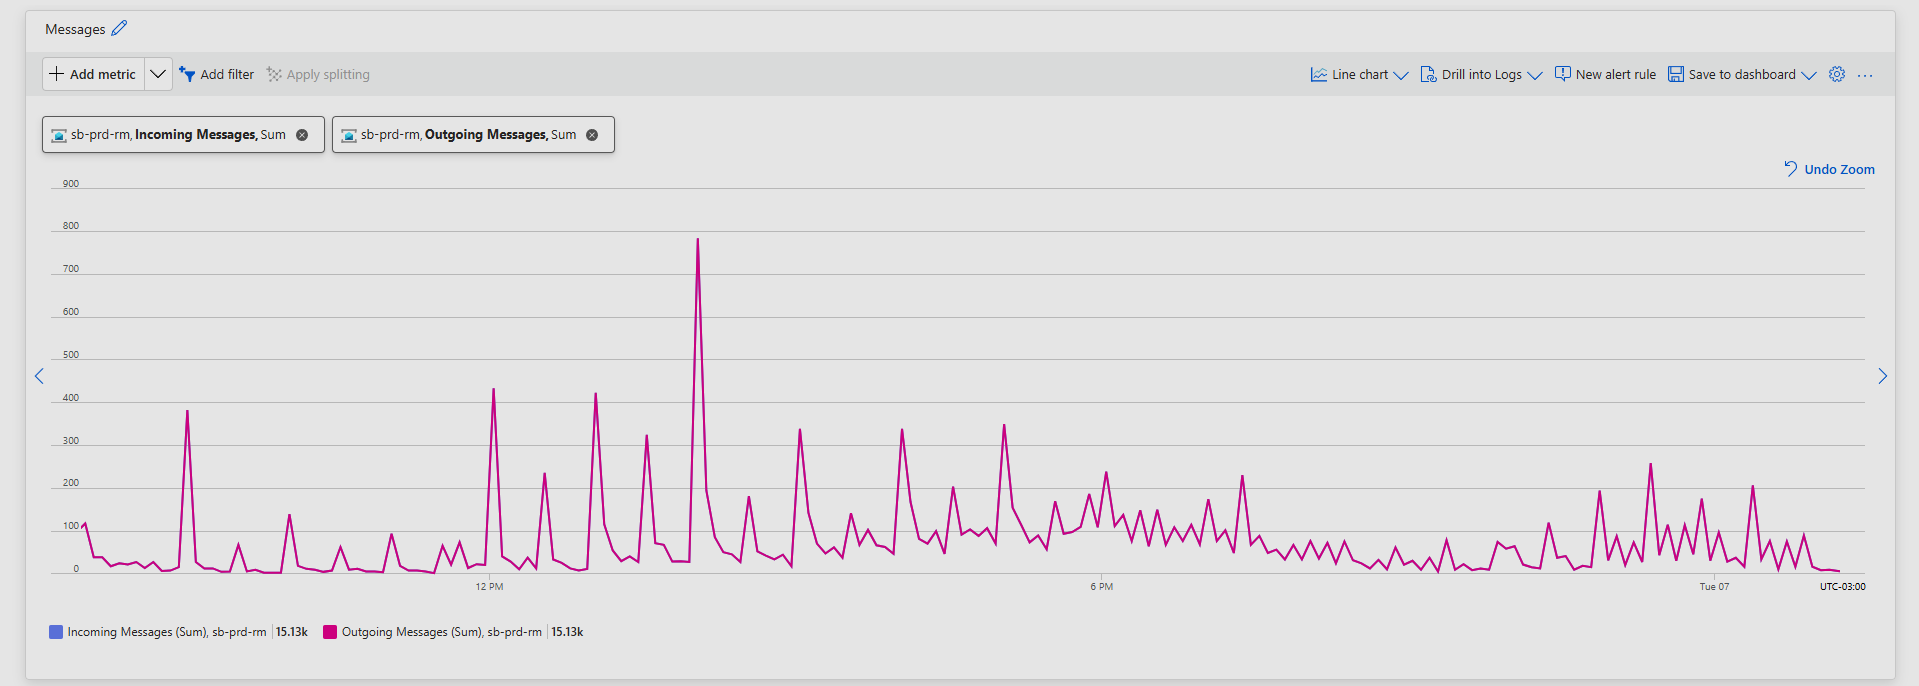 Messages
Add metric
Add filter
Apply splitting
Line chart
Drill into Logs
New alert rule
Save to dashboard
...
sb-prd-rm, Incoming Messages, Sum
sb-prd-rm, Outgoing Messages, Sum
Undo Zoom
900
800
700
600
500
400
300
200
100
0
12 PM
6 PM
Tue 07
UTC-03:00
Incoming Messages (Sum), sb-prd-rm | 15.13k
Outgoing Messages (Sum), sb-prd-rm | 15.13k